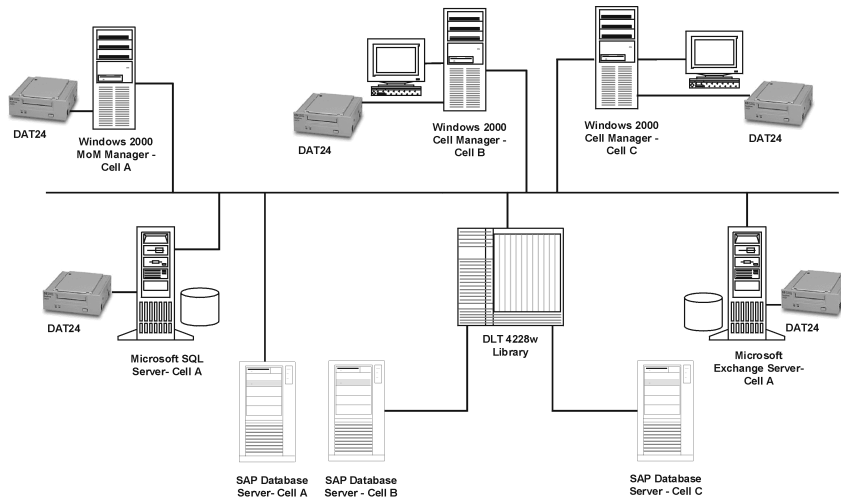 DAT24
Windows 2000
MoM Manager -
Cell A
DAT24
Windows 2000
Cell Manager -
Cell B
Windows 2000
Cell Manager -
Cell C
DAT24
DAT24
Microsoft SQL
Server- Cell A
DLT 4228w
Library
DAT24
Microsoft
Exchange Server-
Cell A
SAP Database
Server- Cell A
SAP Database
Server - Cell B
SAP Database
Server - Cell C